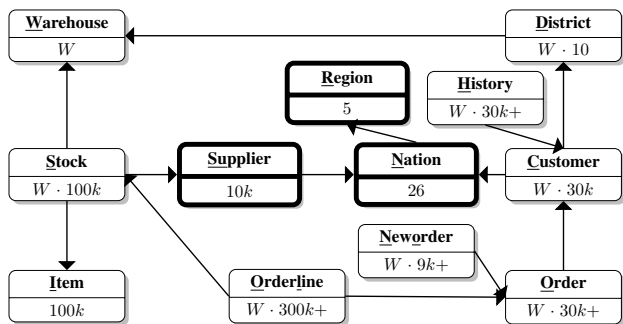 Warehouse
W
District
W · 10
Region
5
History
W · 30k+
Stock
W · 100k
Supplier
10k
Nation
26
Customer
W · 30k
Neworder
W · 9k+
Item
100k
Orderline
W · 300k+
Order
W · 30k+